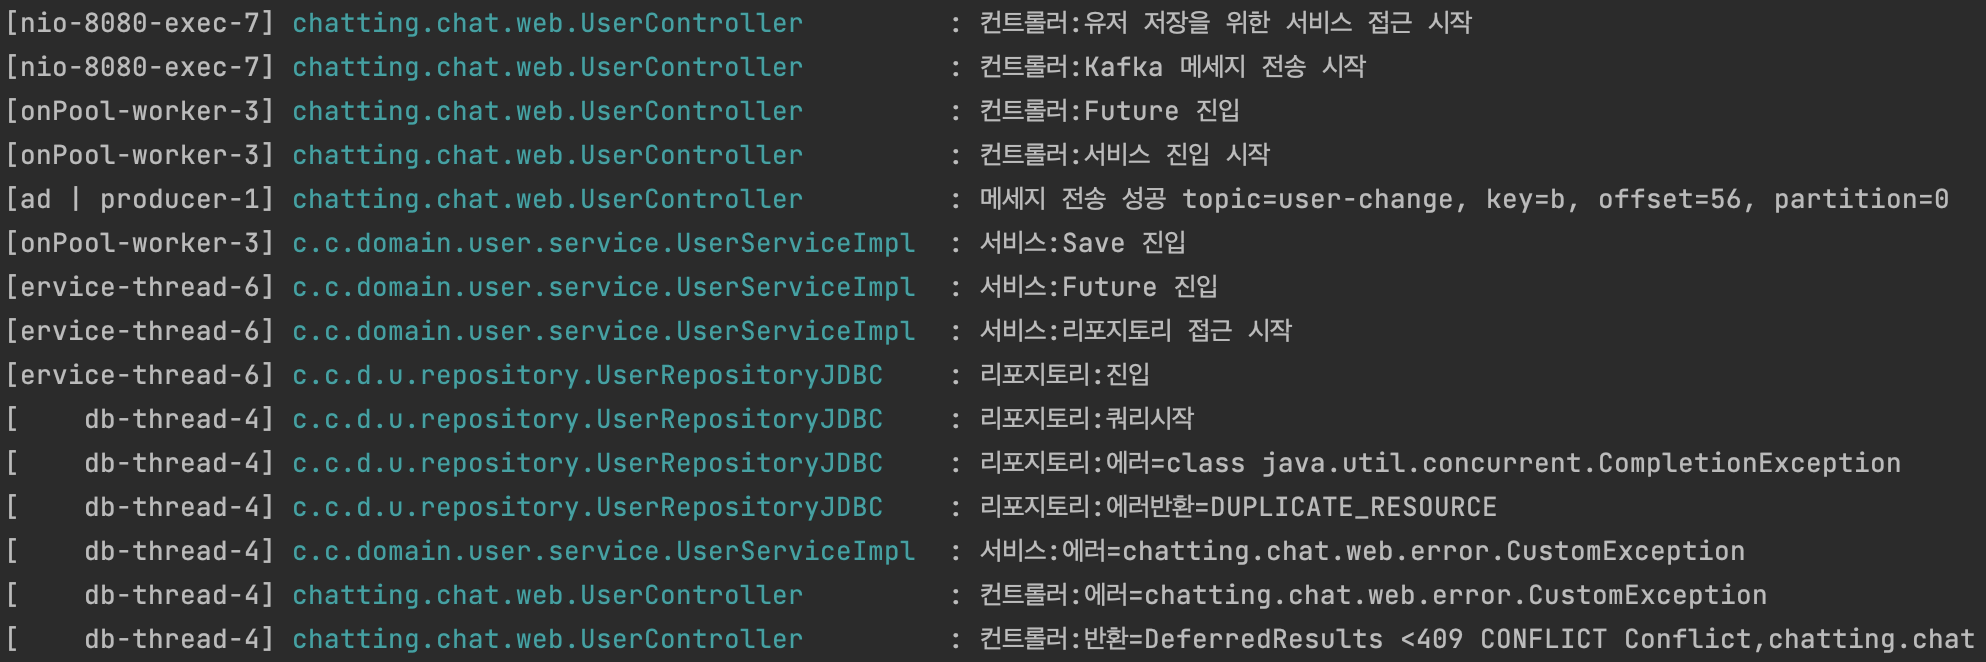 [nio-8080-exec-7] chatting.chat.web.UserController : 컨트롤러:유저 저장을 위한 서비스 접근 시작
[nio-8080-exec-7] chatting.chat.web.UserController : 컨트롤러:Kafka 메세지 전송 시작
[onPool-worker-3] chatting.chat.web.UserController : 컨트롤러:Future 진입
[onPool-worker-3] chatting.chat.web.UserController : 컨트롤러:서비스 진입 시작
[ad | producer-1] chatting.chat.web.UserController : 메세지 전송 성공 topic=user-change, key=b, offset=56, partition=0
[onPool-worker-3] c.c.domain.user.service.UserServiceImpl : 서비스:Save 진입
[ervice-thread-6] c.c.domain.user.service.UserServiceImpl : 서비스:Future 진입
[ervice-thread-6] c.c.domain.user.service.UserServiceImpl : 서비스:리포지토리 접근 시작
[ervice-thread-6] c.c.d.u.repository.UserRepositoryJDBC : 리포지토리:진입
[ db-thread-4] c.c.d.u.repository.UserRepositoryJDBC : 리포지토리:쿼리시작
[ db-thread-4] c.c.d.u.repository.UserRepositoryJDBC : 리포지토리:에러=class java.util.concurrent.CompletionException
[ db-thread-4] c.c.d.u.repository.UserRepositoryJDBC : 리포지토리:에러반환=DUPLICATE_RESOURCE
[ db-thread-4] c.c.domain.user.service.UserServiceImpl : 서비스:에러=chatting.chat.web.error.CustomException
[ db-thread-4] chatting.chat.web.UserController : 컨트롤러:에러=chatting.chat.web.error.CustomException
[ db-thread-4] chatting.chat.web.UserController : 컨트롤러:반환=DeferredResults <409 CONFLICT Conflict,chatting.chat